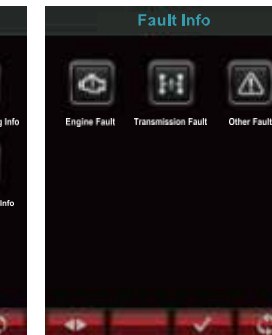 Fault Info
g Info
Engine Fault
Transmission Fault
Other Fault
Info